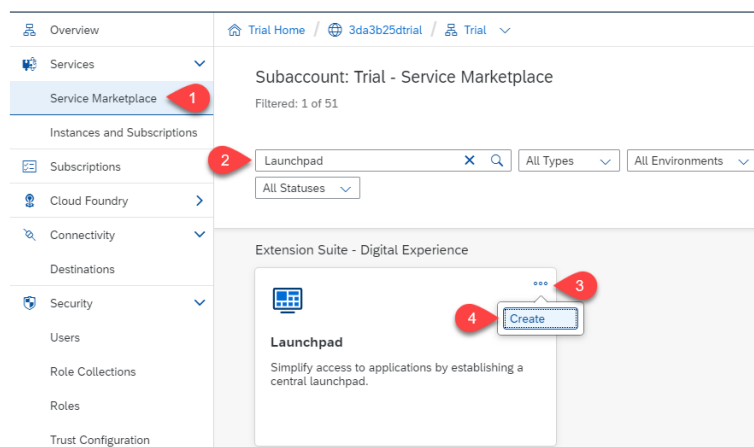 Overview
Services
Service Marketplace
1
Instances and Subscriptions
Subscriptions
Cloud Foundry
Connectivity
Destinations
Security
Users
Role Collections
Roles
Trust Configuration
Trial Home / 3da3b25dtrial / Trial
Subaccount: Trial - Service Marketplace
Filtered: 1 of 51
2
Launchpad
All Types
All Environments
All Statuses
Extension Suite - Digital Experience
3
4
Create
Launchpad
Simplify access to applications by establishing a
central launchpad.